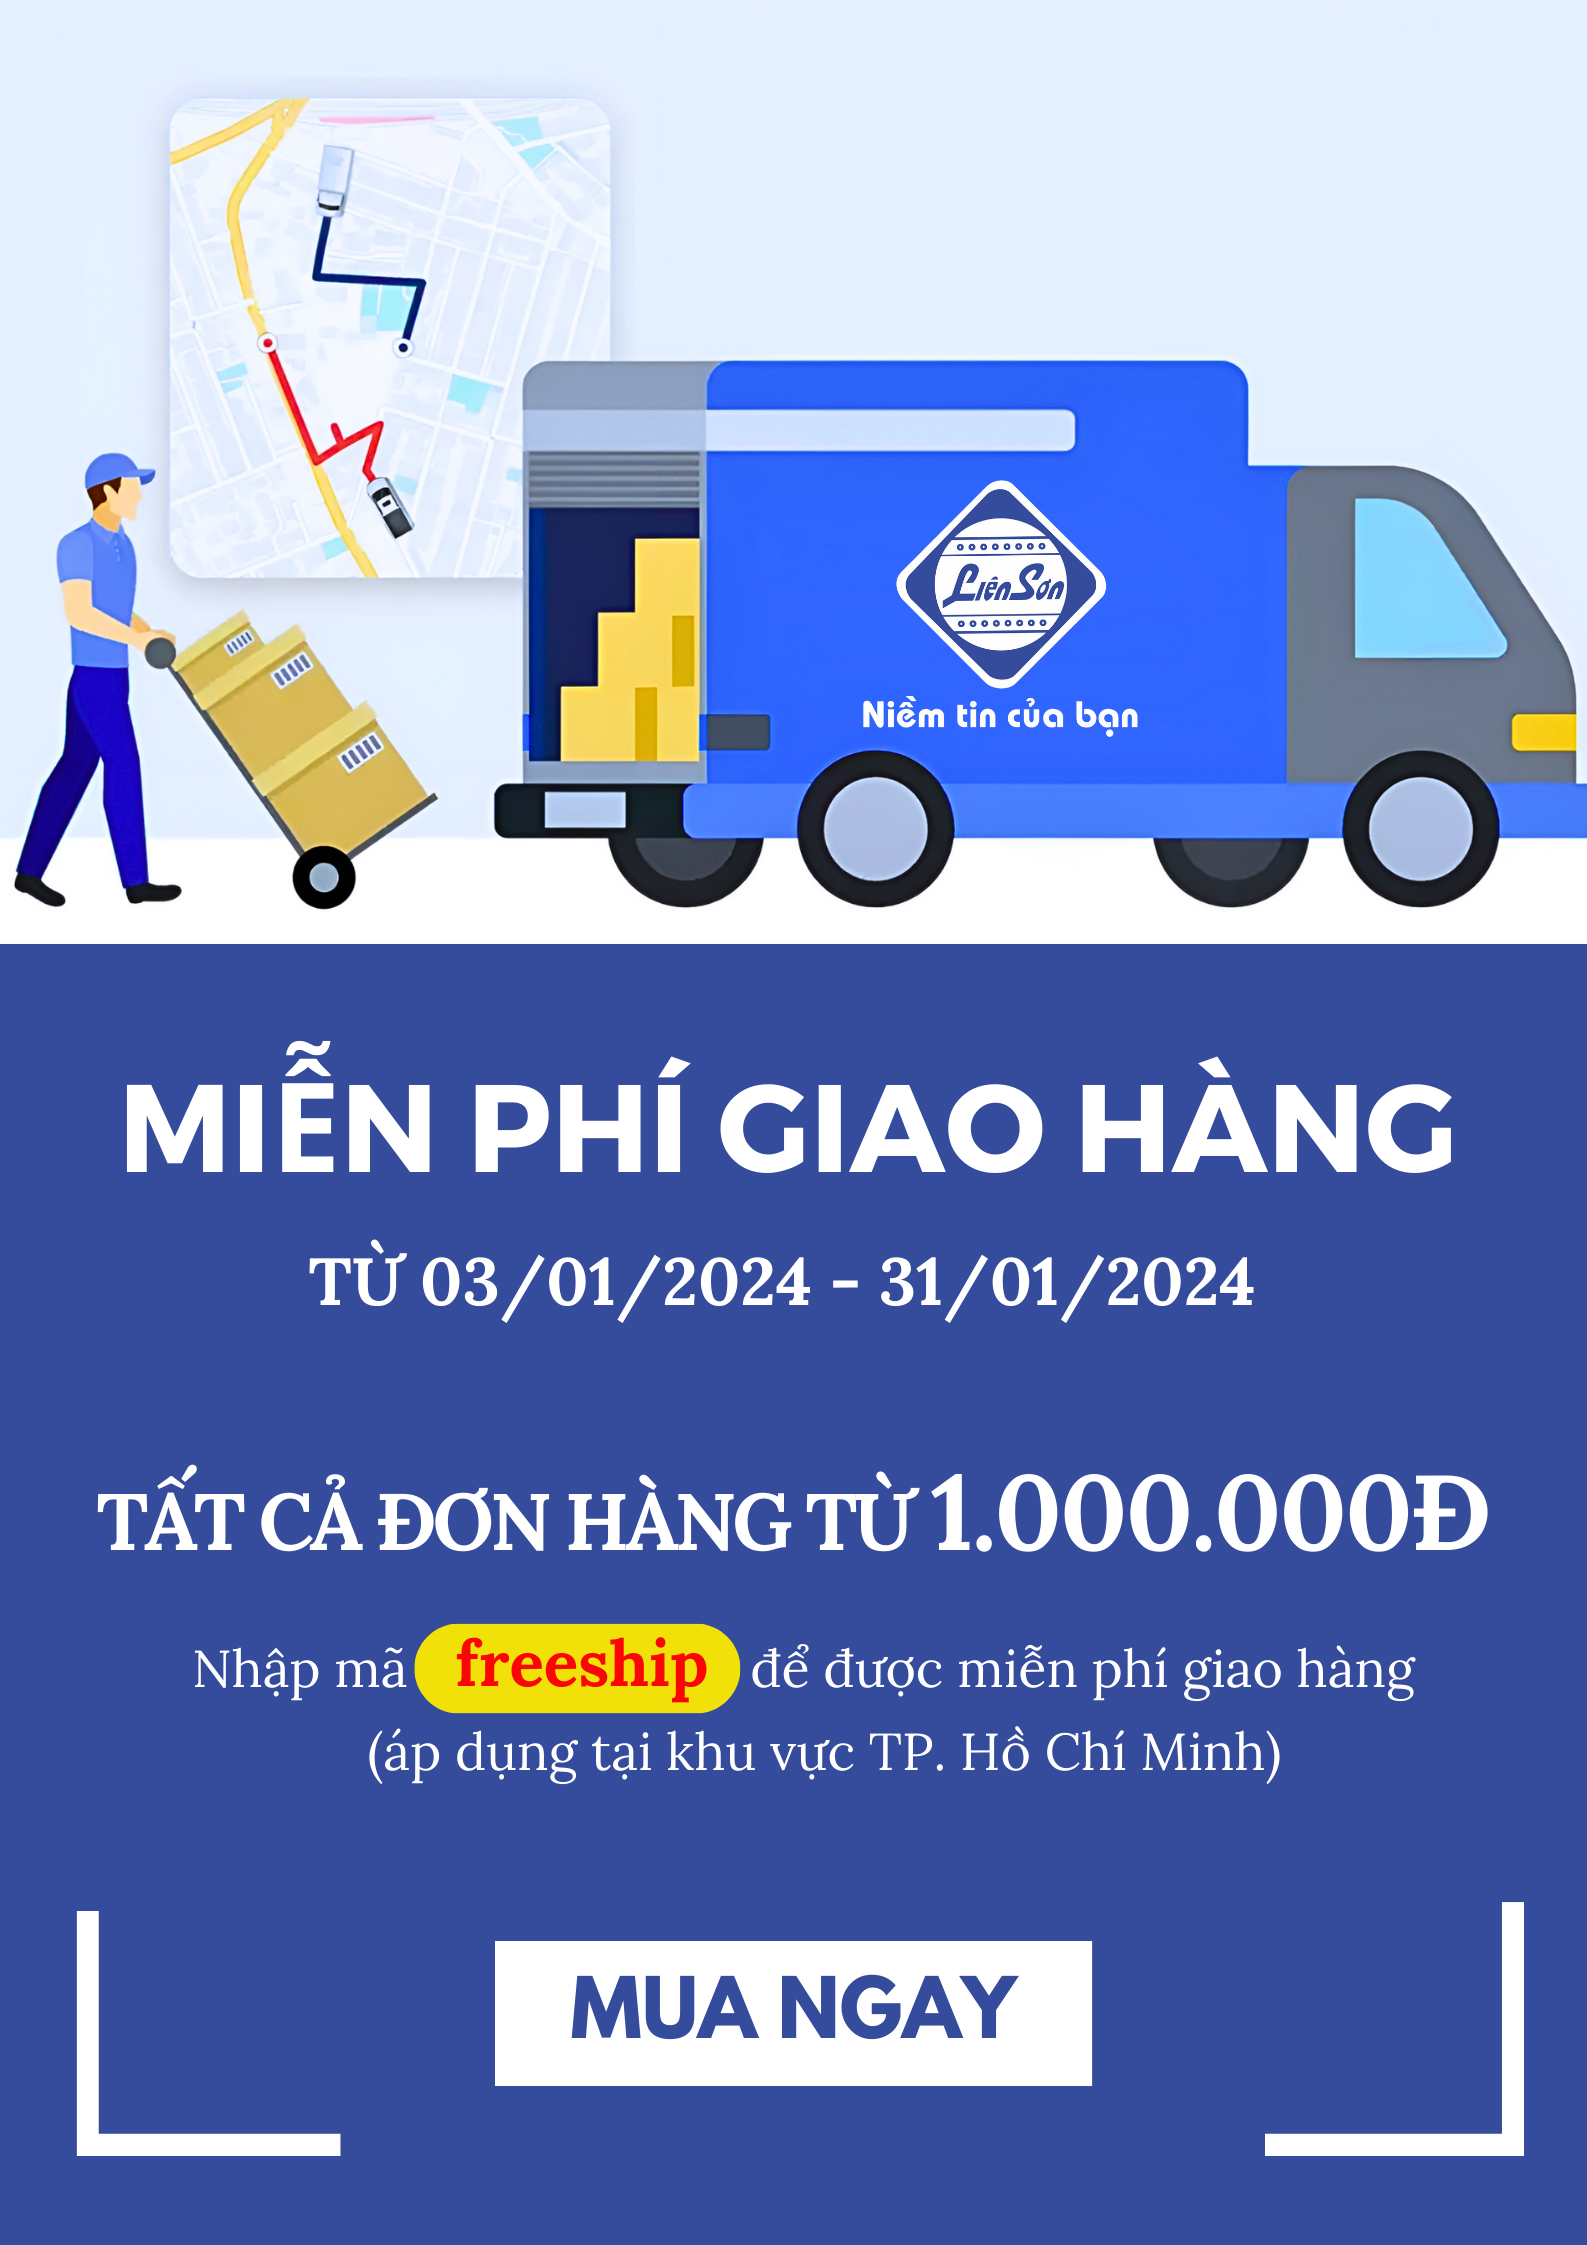 Liên Sơn
Niềm tin của bạn
MIỄN PHÍ GIAO HÀNG
TỪ 03/01/2024 - 31/01/2024
TẤT CẢ ĐƠN HÀNG TỪ 1.000.000Đ
Nhập mã freeship để được miễn phí giao hàng
(áp dụng tại khu vực TP. Hồ Chí Minh)
MUA NGAY